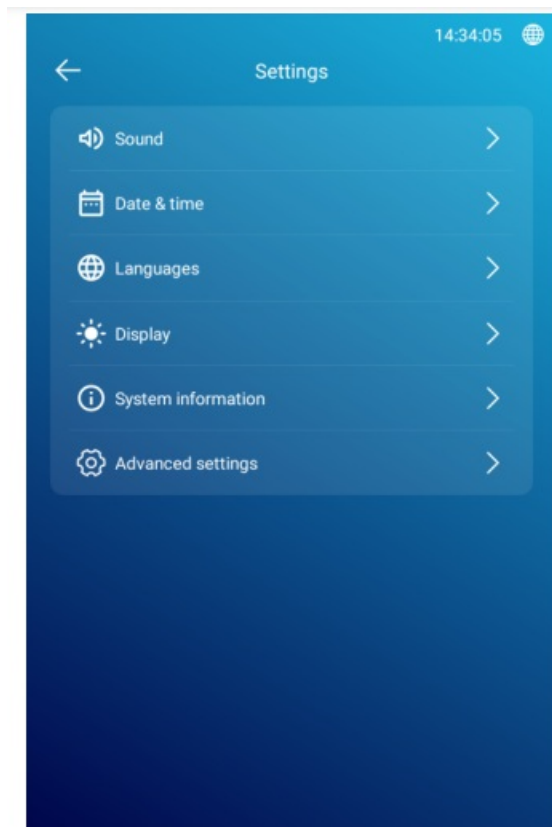 14:34:05
Settings
Sound
Date & time
Languages
Display
System information
Advanced settings